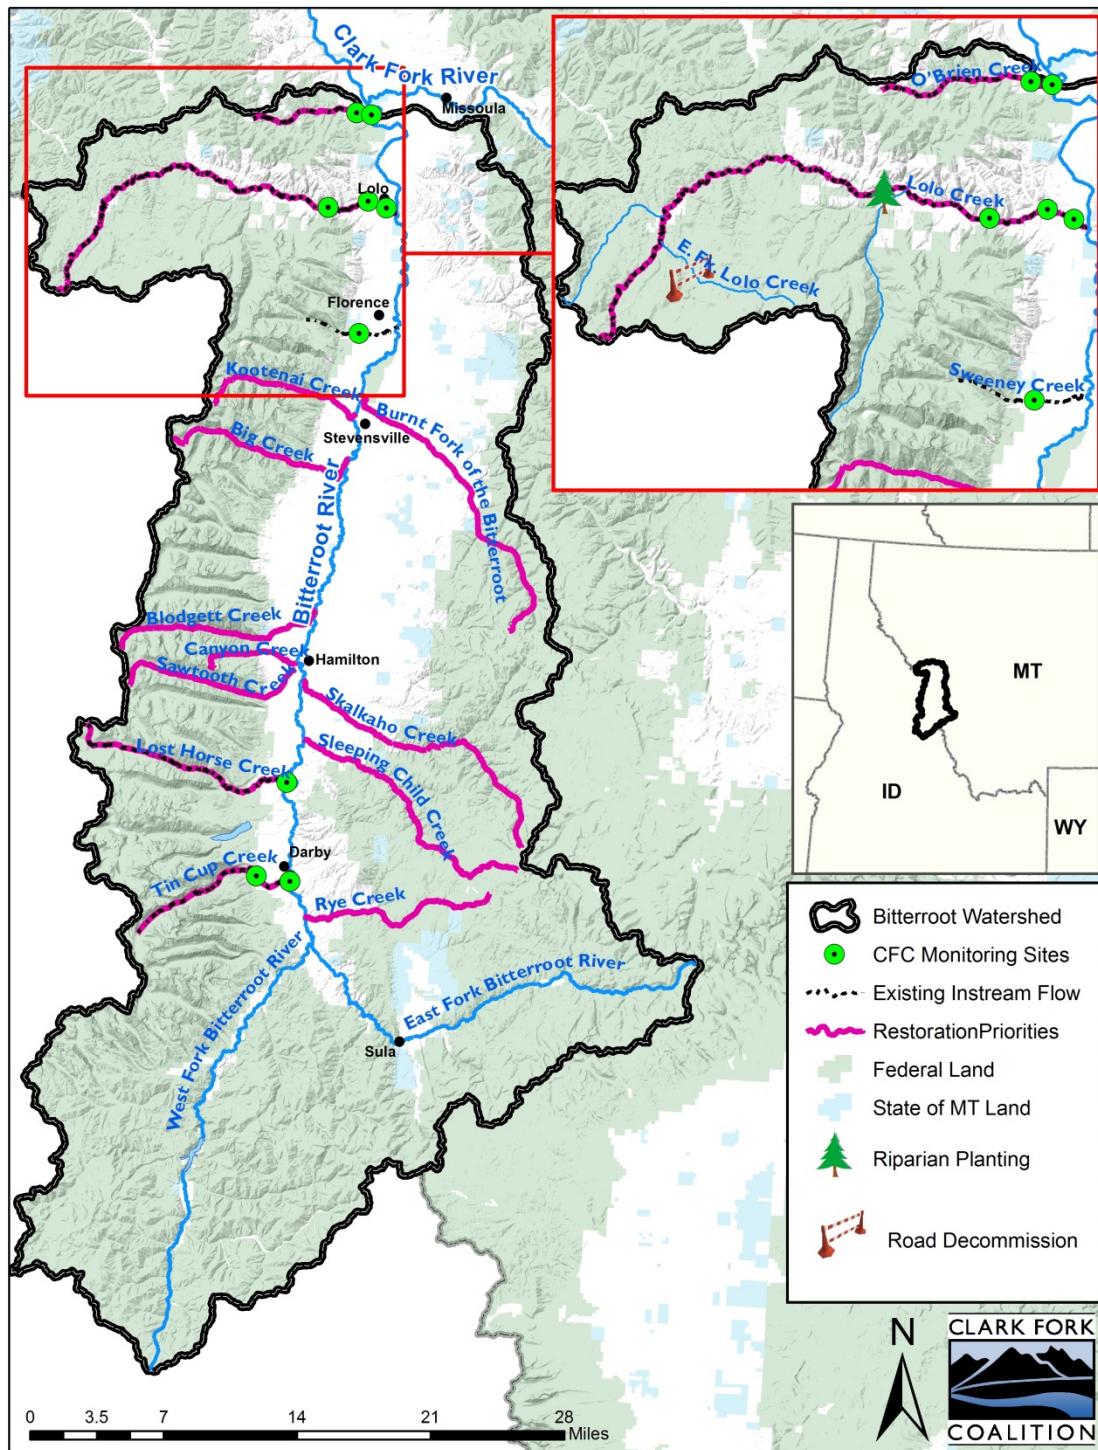 Clark Fork River
Missoula
Lolo
Florence
Kootenai Creek
Burnt Fork of the Bitterroot
Stevensville
Big Creek
Bitterroot River
Blodgett Creek
Canyon Creek
Hamilton
Sawtooth Creek
Skalkaho Creek
Lost Horse Creek
Sleeping Child Creek
Darby
Tin Cup Creek
Rye Creek
West Fork Bitterroot River
East Fork Bitterroot River
Sula
O'Brien Creek
Lolo Creek
E. Fk. Lolo Creek
Sweeney Creek
MT
ID
WY
Bitterroot Watershed
CFC Monitoring Sites
Existing Instream Flow
RestorationPriorities
Federal Land
State of MT Land
Riparian Planting
Road Decommission
N
CLARK FORK
COALITION
0 3.5 7 14 21 28
Miles